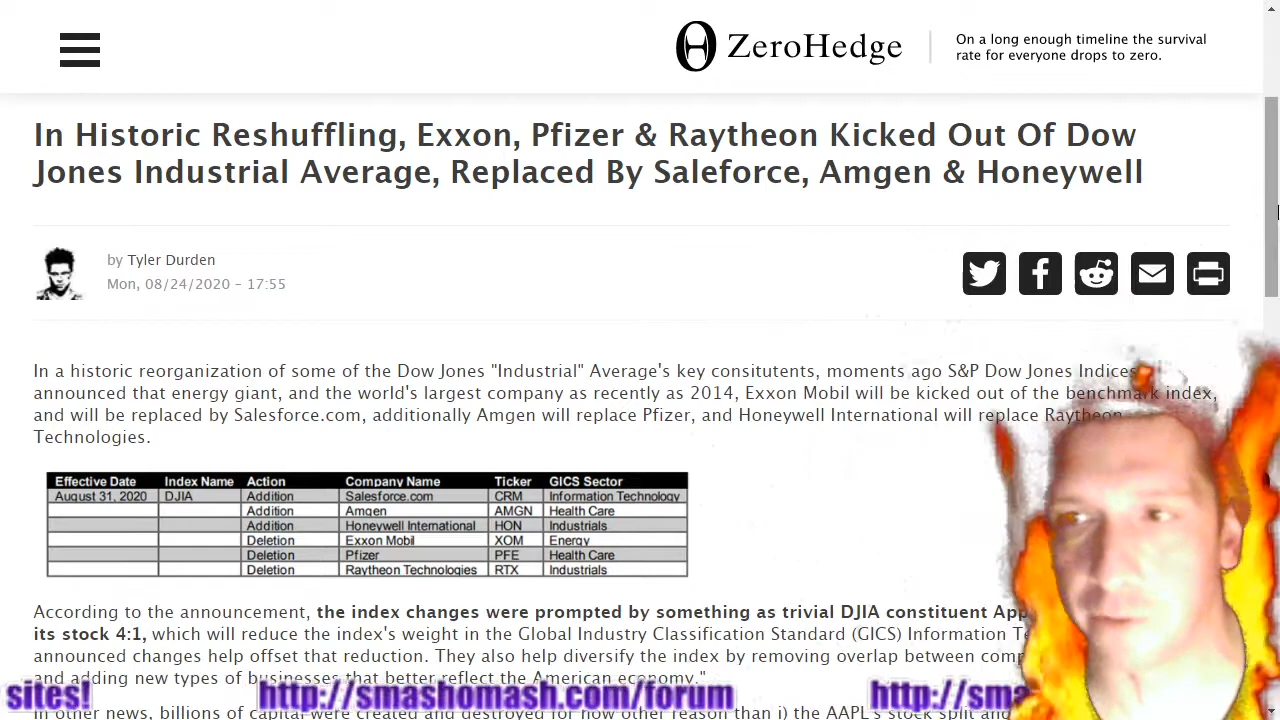 ZeroHedge
On a long enough timeline the survival
rate for everyone drops to zero.
In Historic Reshuffling, Exxon, Pfizer & Raytheon Kicked Out Of Dow
Jones Industrial Average, Replaced By Saleforce, Amgen & Honeywell
by Tyler Durden
Mon, 08/24/2020 - 17:55
In a historic reorganization of some of the Dow Jones "Industrial" Average's key consitutents, moments ago S&P Dow Jones Indices
announced that energy giant, and the world's largest company as recently as 2014, Exxon Mobil will be kicked out of the benchmark index,
and will be replaced by Salesforce.com, additionally Amgen will replace Pfizer, and Honeywell International will replace Raytheon
Technologies.
Effective Date Index Name Action Company Name Ticker GICS Sector
August 31, 2020 DJIA Addition Salesforce.com CRM Information Technology
Addition Amgen AMGN Health Care
Addition Honeywell International HON Industrials
Deletion Exxon Mobil XOM Energy
Deletion Pfizer PFE Health Care
Deletion Raytheon Technologies RTX Industrials
According to the announcement, the index changes were prompted by something as trivial DJIA constituent App
its stock 4:1, which will reduce the index's weight in the Global Industry Classification Standard (GICS) Information Te
announced changes help offset that reduction. They also help diversify the index by removing overlap between comp
and adding new types of businesses that better reflect the American economy."
sites! http://smashomash.com/forum http://sma
In other news, billions of capital were created and destroyed for now other reason than i) the AAPL's stock split and